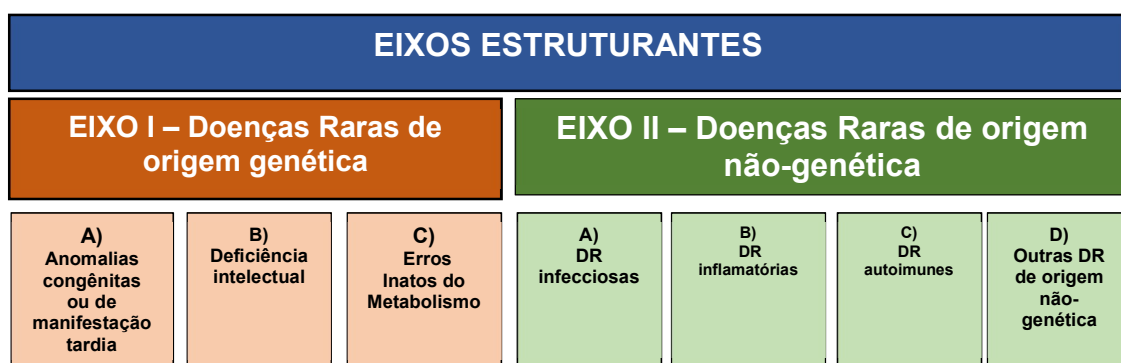 EIXOS ESTRUTURANTES
EIXO I – Doenças Raras de
origem genética
EIXO II – Doenças Raras de origem
não-genética
A)
Anomalias
congênitas
ou de
manifestação
tardia
B)
Deficiência
intelectual
C)
Erros
Inatos do
Metabolismo
A)
DR
infecciosas
B)
DR
inflamatórias
C)
DR
autoimunes
D)
Outras DR
de origem
não-
genética